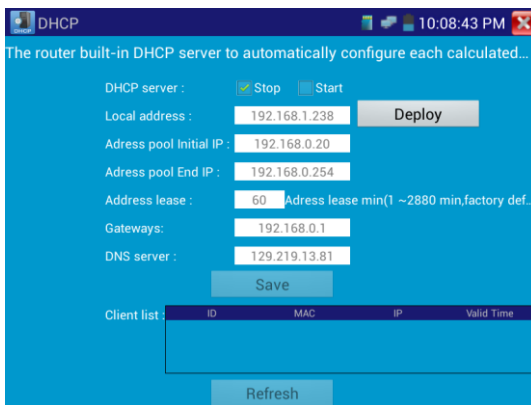 DHCP 10:08:43 PM
The router built-in DHCP server to automatically configure each calculated...
DHCP server : Stop Start
Local address : 192.168.1.238 Deploy
Adress pool Initial IP : 192.168.0.20
Adress pool End IP : 192.168.0.254
Address lease : 60 Adress lease min(1 ~2880 min,factory def..
Gateways: 192.168.0.1
DNS server : 129.219.13.81
Save
Client list : ID MAC IP Valid Time
Refresh